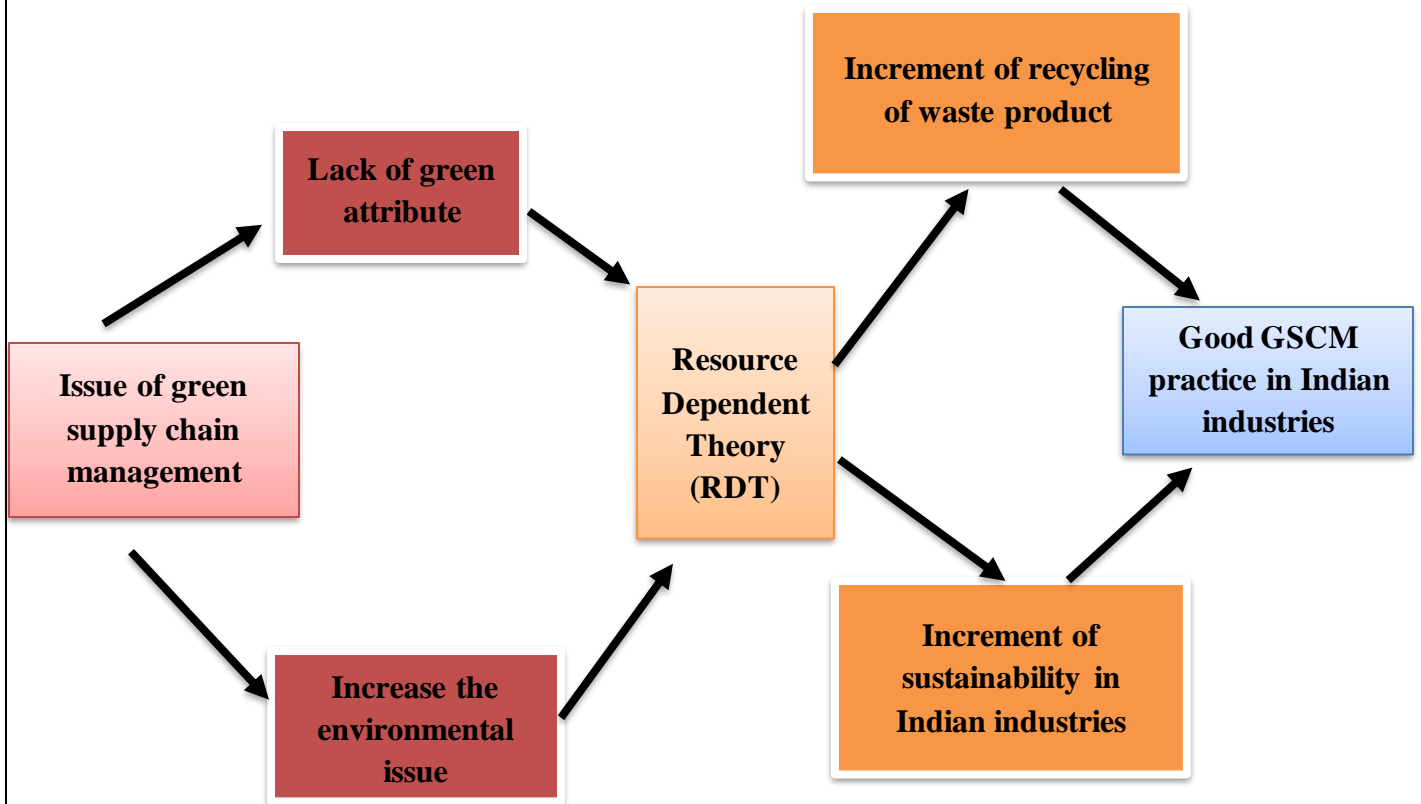 Increment of recycling
of waste product
Lack of green
attribute
Issue of green
supply chain
management
Resource
Dependent
Theory
(RDT)
Good GSCM
practice in Indian
industries
Increase the
environmental
issue
Increment of
sustainability in
Indian industries